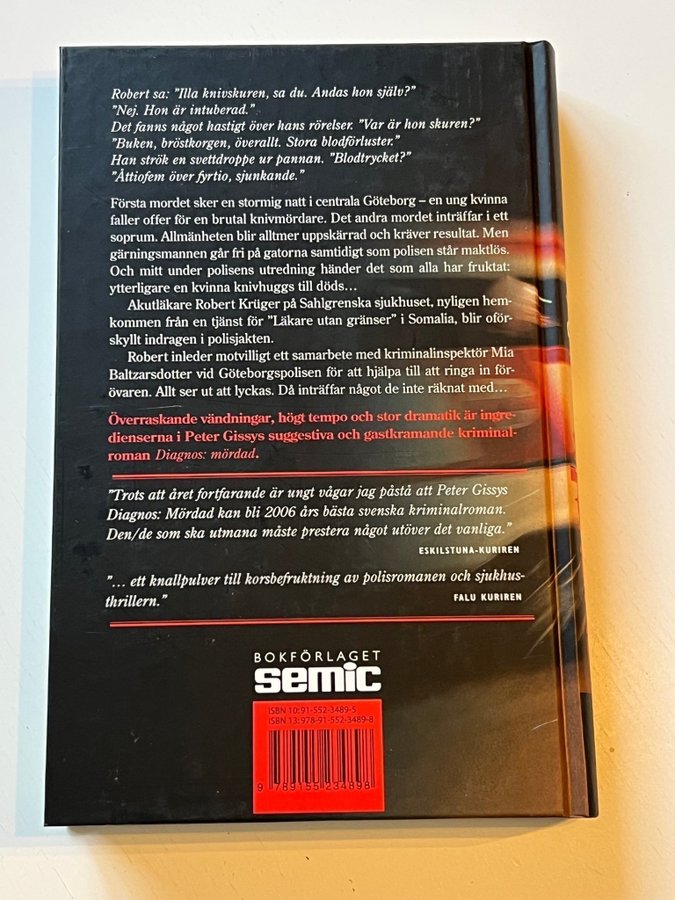 Robert sa: ”Illa knivskuren, sa du. Andas hon själv?”
”Nej. Hon är intuberad.”
Det fanns något hastigt över hans rörelser. ”Var är hon skuren?”
”Buken, bröstkorgen, överallt. Stora blodförluster.”
Han strök en svettdroppe ur pannan. ”Blodtrycket?”
”Åttiofem över fyrtio, sjunkande.”
Första mordet sker en stormig natt i centrala Göteborg – en ung kvinna
faller offer för en brutal knivmördare. Det andra mordet inträffar i ett
soprum. Allmänheten blir alltmer uppskärrad och kräver resultat. Men
gärningsmannen går fri på gatorna samtidigt som polisen står maktlös.
Och mitt under polisens utredning händer det som alla har fruktat:
ytterligare en kvinna knivhuggs till döds…
Akutläkare Robert Krüger på Sahlgrenska sjukhuset, nyligen hem-
kommen från en tjänst för ”Läkare utan gränser” i Somalia, blir oför-
skyllt indragen i polisjakten.
Robert inleder motvilligt ett samarbete med kriminalinspektör Mia
Baltzarsdotter vid Göteborgspolisen för att hjälpa till att ringa in för-
övaren. Allt ser ut att lyckas. Då inträffar något de inte räknat med…
Överraskande vändningar, högt tempo och stor dramatik är ingre-
dienserna i Peter Gissys suggestiva och gastkramande kriminal-
roman Diagnos: mördad.
”Trots att året fortfarande är ungt vågar jag påstå att Peter Gissys
Diagnos: Mördad kan bli 2006 års bästa svenska kriminalroman.
Den/de som ska utmana måste prestera något utöver det vanliga.”
ESKILSTUNA-KURIREN
”… ett knallpulver till korsbefruktning av polisromanen och sjukhus-
thrillern.” FALU KURIREN
BOKFÖRLAGET
semic
ISBN 10: 91-552-3489-5
ISBN 13: 978-91-552-3489-8
9 789155 234898